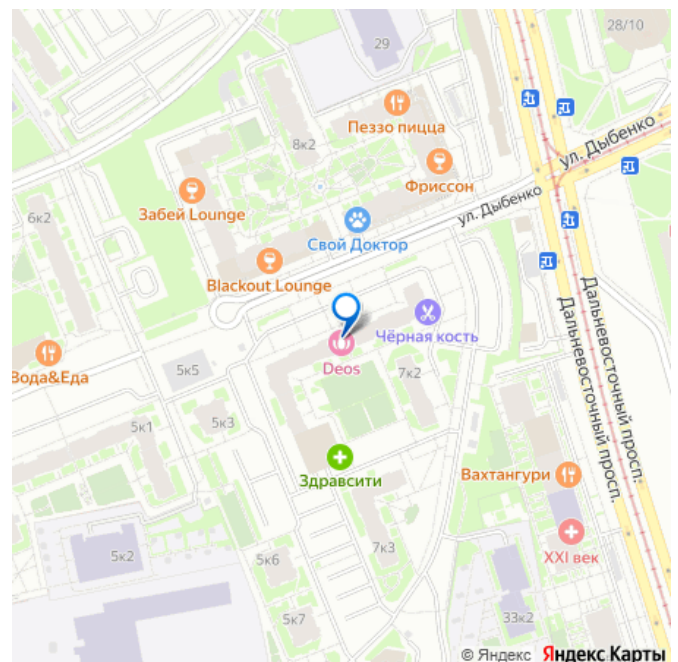 28/10
29
Пеззо пицца
ул. Дыбенко
8к2
Фриссон
Забей Lounge
ул. Дыбенко
6к2
Свой Доктор
Blackout Lounge
Чёрная кость
Дальневосточный просп.
Вода&Еда
5к5
Deos
7к2
5к1
5к3
Дальневосточный просп.
Здравсити
Вахтангури
7к3
XXI век
5к2
5к6
5к7
33к2
© Яндекс Яндекс Карты